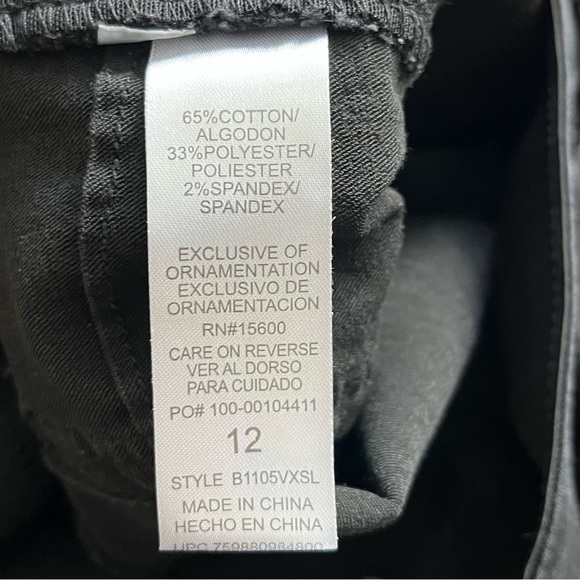 65%COTTON/
ALGODON
33%POLYESTER/
POLIESTER
2%SPANDEX/
SPANDEX
EXCLUSIVE OF
ORNAMENTATION
EXCLUSIVO DE
ORNAMENTACION
RN#15600
CARE ON REVERSE
VER AL DORSO
PARA CUIDADO
PO# 100-00104411
12
STYLE B1105VXSL
MADE IN CHINA
HECHO EN CHINA
UPC